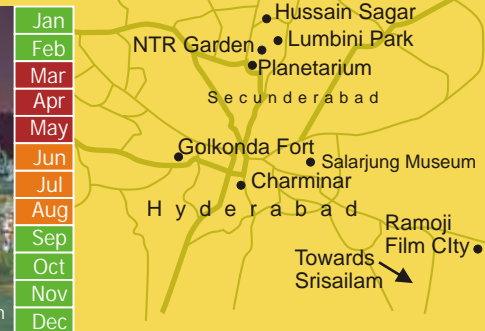 Jan
Feb
Mar
Apr
May
Jun
Jul
Aug
Sep
Oct
Nov
Dec
Hussain Sagar
NTR Garden
Lumbini Park
Planetarium
Secunderabad
Golkonda Fort
Salarjung Museum
Charminar
Hyderabad
Ramoji
Film CIty
Towards
Srisailam